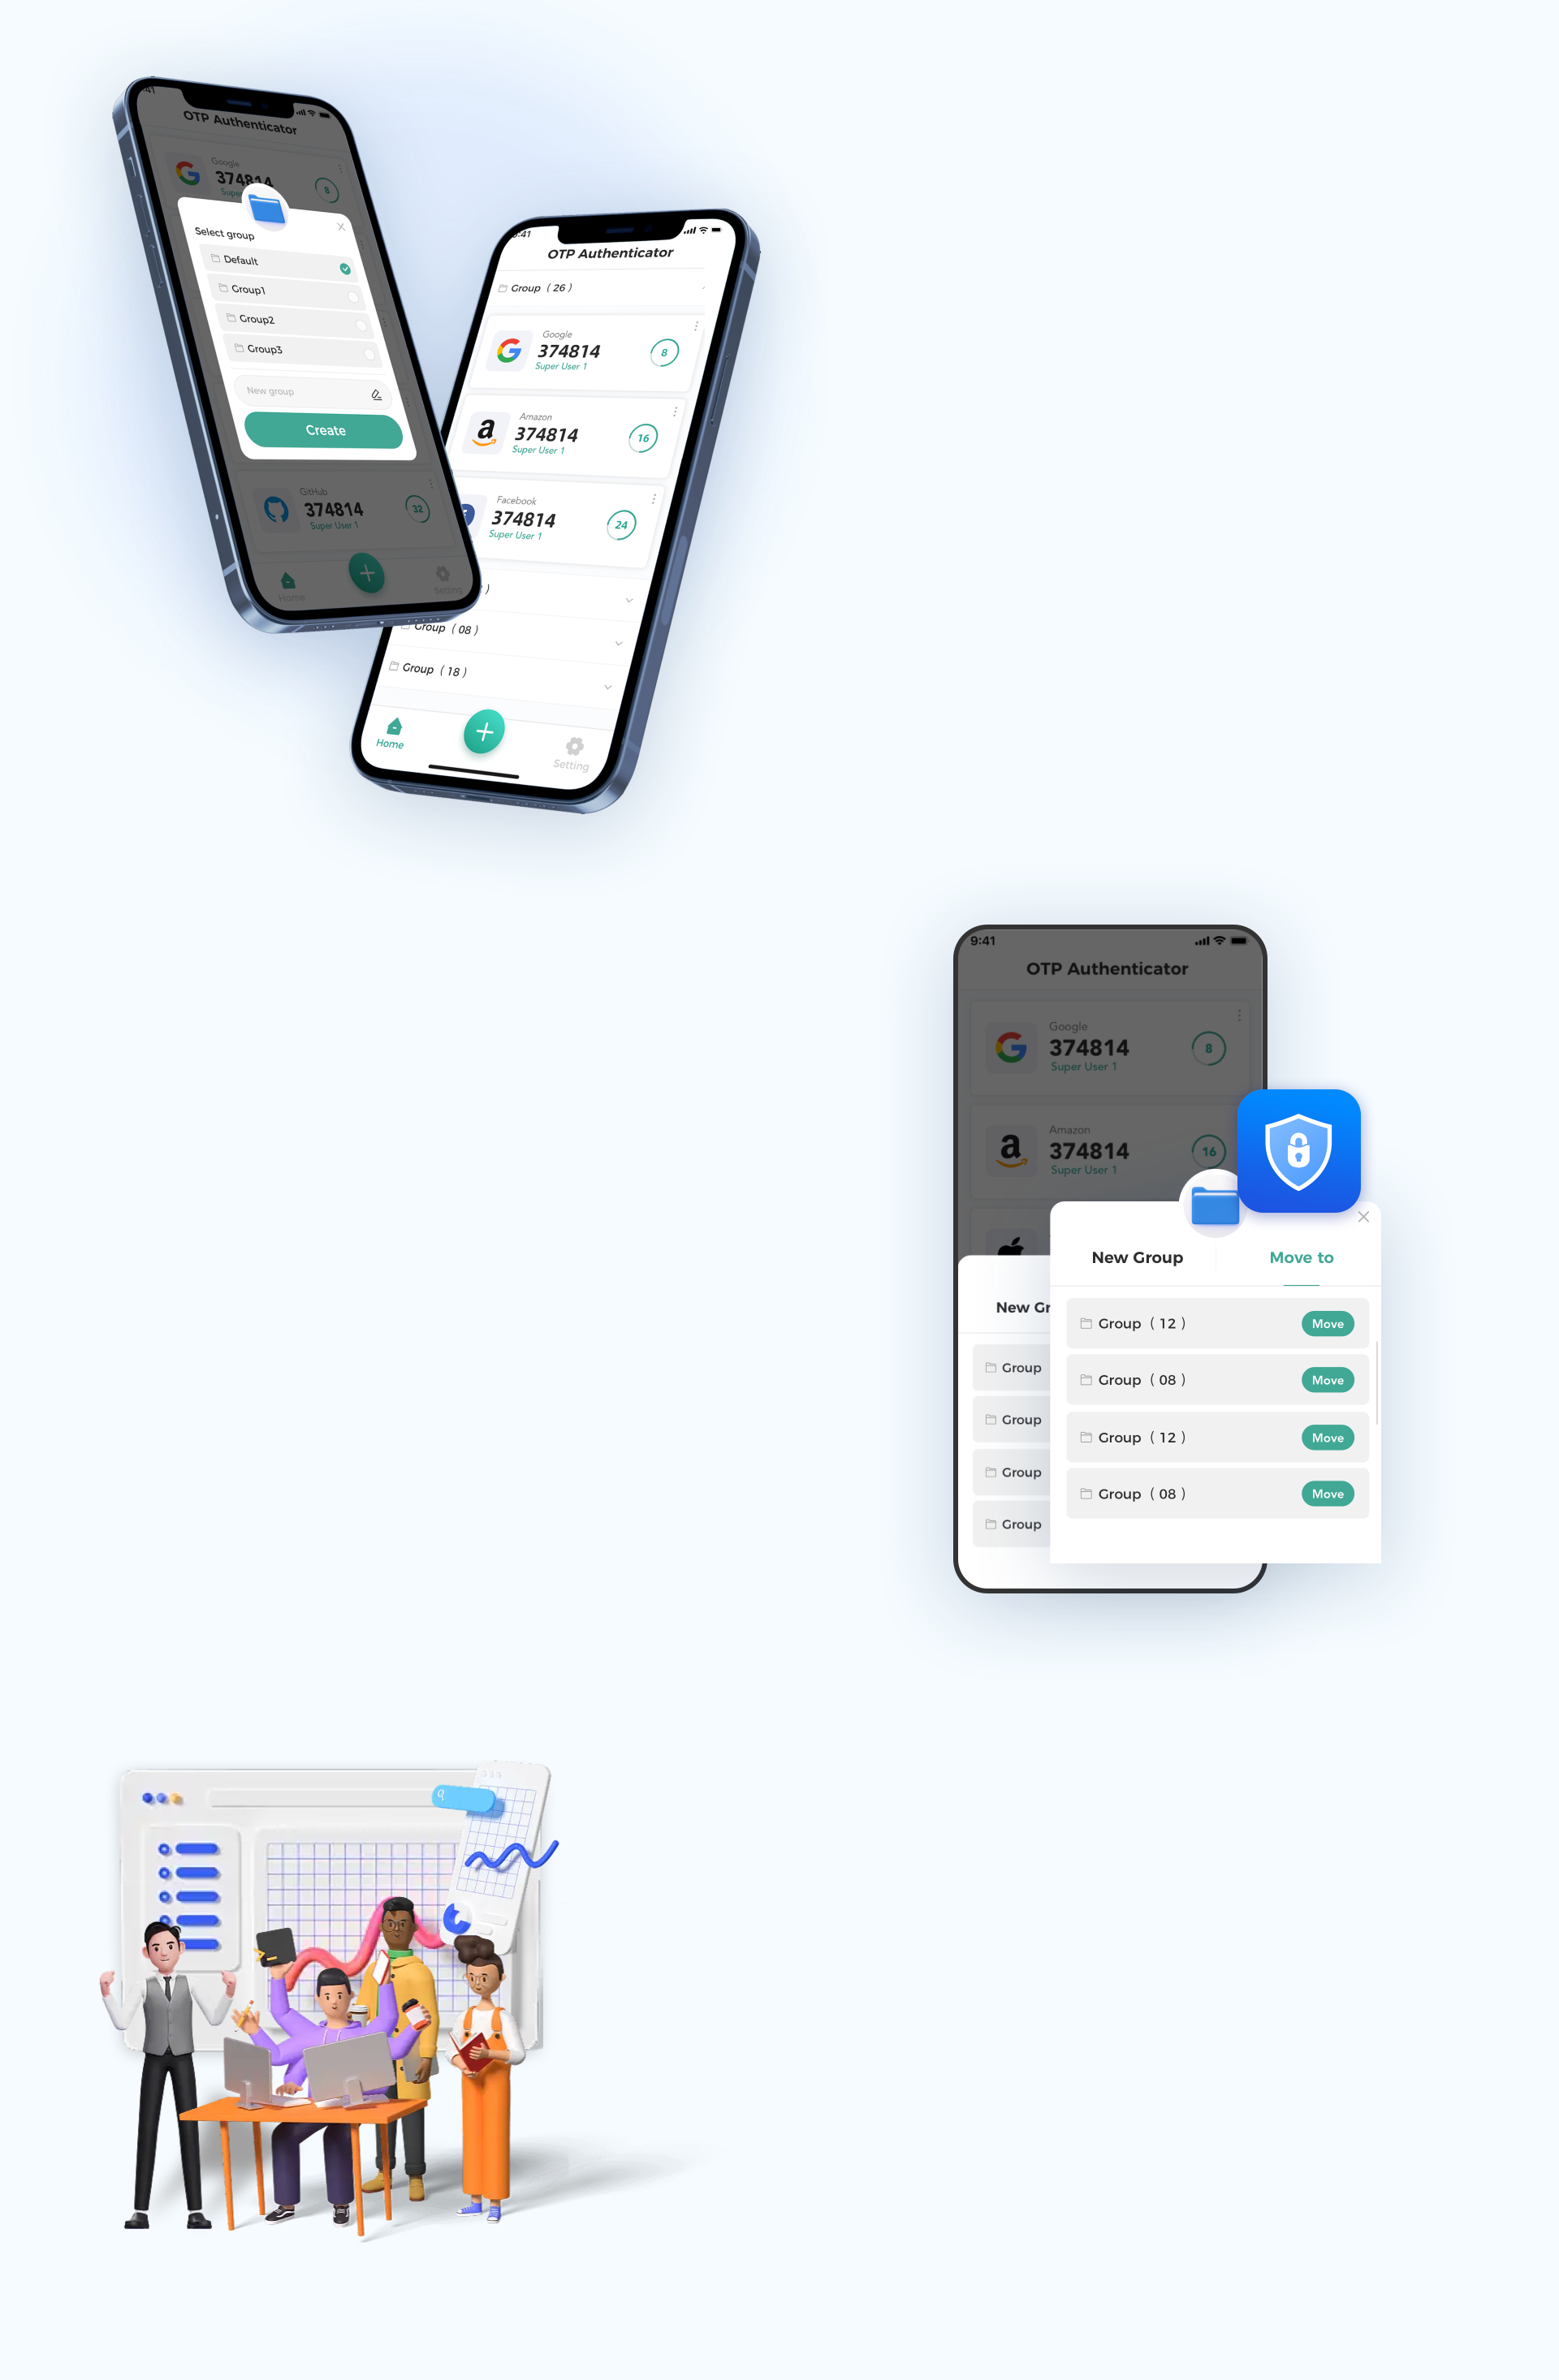 OTP Authenticator
Google
374814
8
Select group
Default
Group1
Group2
Group3
New group
Create
GitHub
374814
Super User 1
32
Home
Setting
OTP Authenticator
Group ( 26 )
Google
374814
Super User 1
8
Amazon
374814
Super User 1
16
Facebook
374814
Super User 1
24
Group ( 08 )
Group ( 18 )
Home
Setting
9:41
OTP Authenticator
Google
374814
Super User 1
8
Amazon
374814
Super User 1
16
New Group
Move to
Group ( 12 )
Move
Group ( 08 )
Move
Group ( 12 )
Move
Group ( 08 )
Move
Group
Group
Group
Group